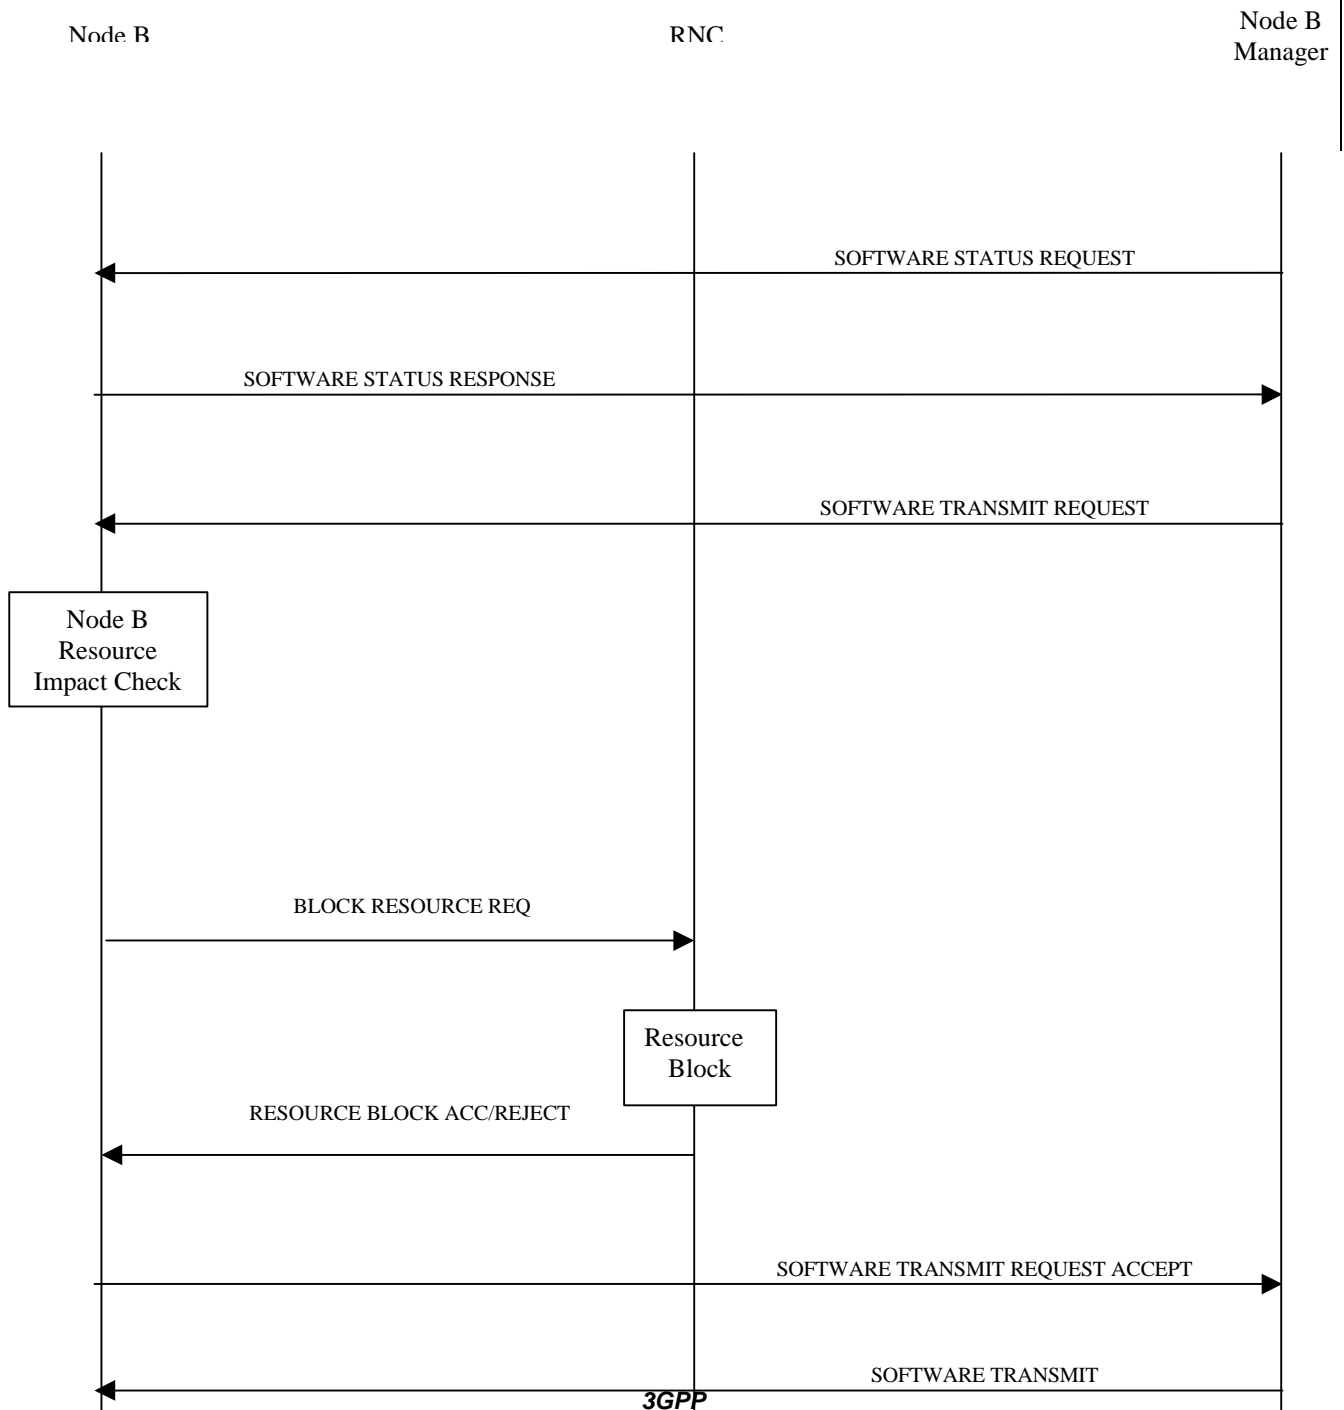 Node B
RNC
Node B
Manager
SOFTWARE STATUS REQUEST
SOFTWARE STATUS RESPONSE
SOFTWARE TRANSMIT REQUEST
Node B
Resource
Impact Check
BLOCK RESOURCE REQ
Resource
Block
RESOURCE BLOCK ACC/REJECT
SOFTWARE TRANSMIT REQUEST ACCEPT
SOFTWARE TRANSMIT
3GPP